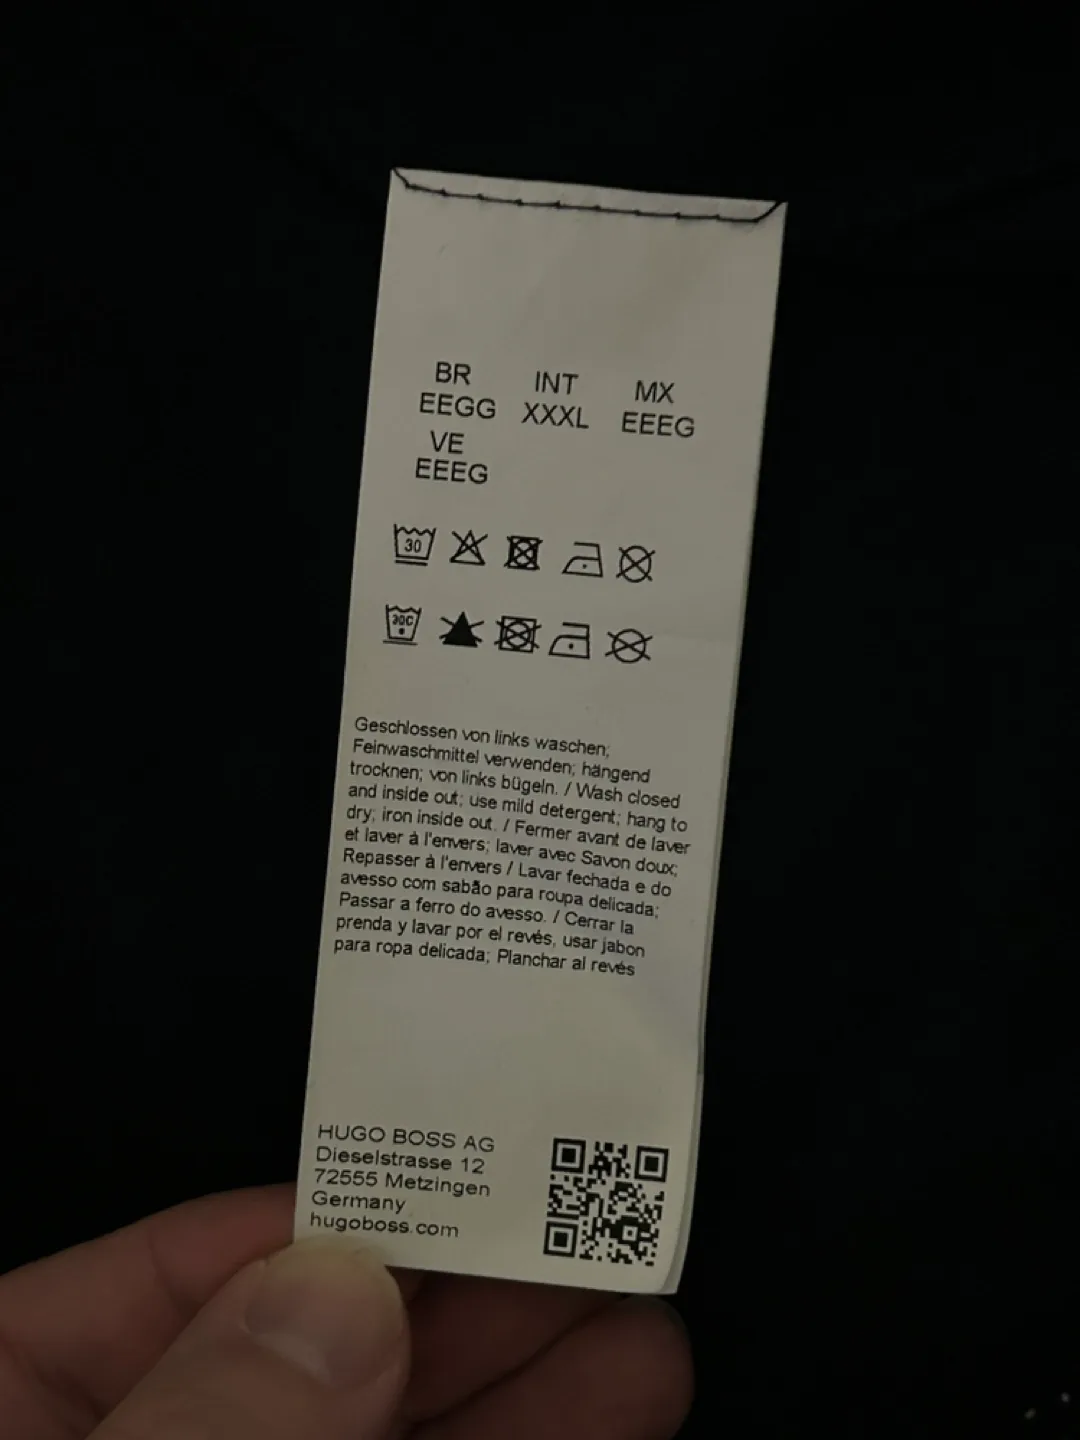 BR INT MX
EEGG XXXL EEEG
VE
EEEG
30
30C
Geschlossen von links waschen;
Feinwaschmittel verwenden; hängend
trocknen; von links bügeln. / Wash closed
and inside out; use mild detergent; hang to
dry; iron inside out. / Fermer avant de laver
et laver à l'envers; laver avec Savon doux;
Repasser à l'envers / Lavar fechada e do
avesso com sabão para roupa delicada;
Passar a ferro do avesso. / Cerrar la
prenda y lavar por el revés, usar jabon
para ropa delicada; Planchar al revés
HUGO BOSS AG
Dieselstrasse 12
72555 Metzingen
Germany
hugoboss.com